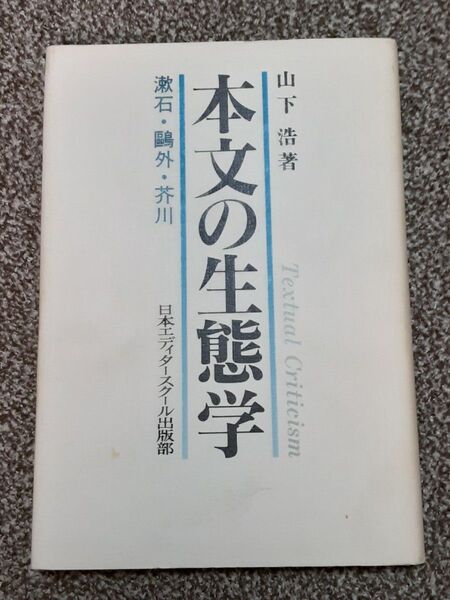 山下 浩著
本文の生態学
漱石・鷗外・芥川
Textual Criticism
日本エディタースクール出版部